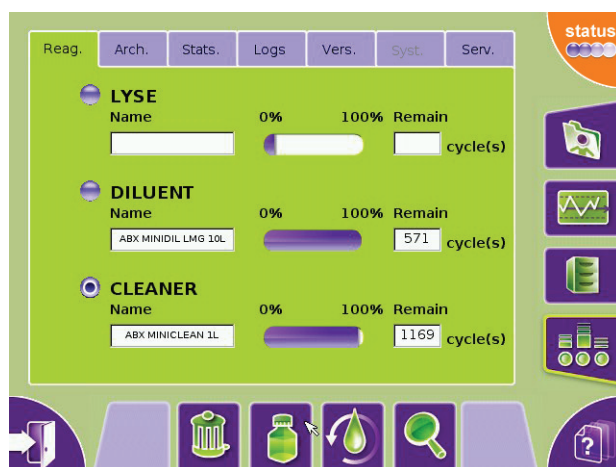 status
Reag. Arch. Stats. Logs Vers. Syst. Serv.
LYSE
Name 0% 100% Remain
cycle(s)
DILUENT
Name 0% 100% Remain
ABX MINIDIL LMG 10L 571 cycle(s)
CLEANER
Name 0% 100% Remain
ABX MINICLEAN 1L 1169 cycle(s)
?